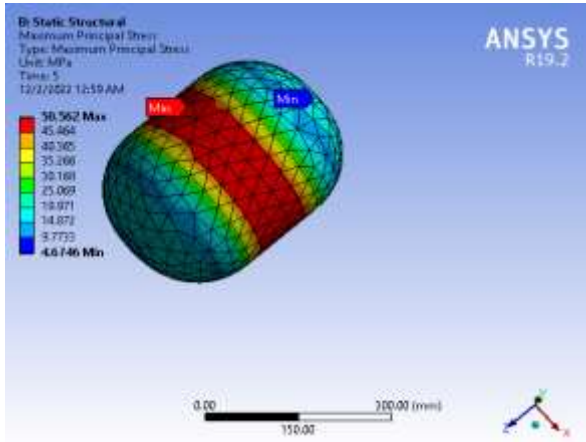 B: Static Structural
Maximum Principal Stress
Type: Maximum Principal Stress
Unit: MPa
Time: 5
12/2/2022 12:59 AM
ANSYS
R19.2
50.562 Max
45.464
40.365
35.266
30.168
25.069
19.971
14.872
9.7733
4.6746 Min
Min
Min
0.00
300.00 (mm)
150.00
Y
Z
X